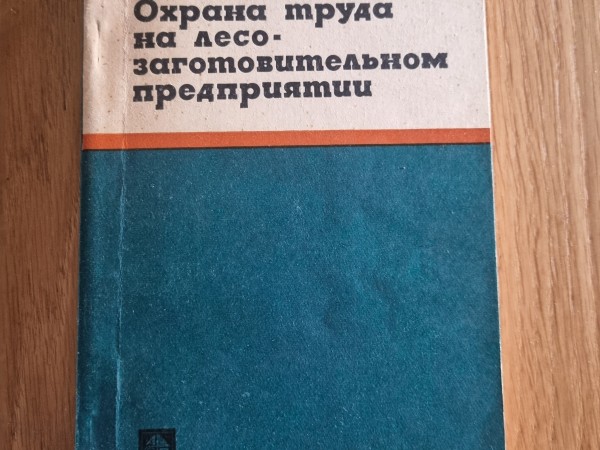 Охрана труда
на лесо-
заготовительном
предприятии